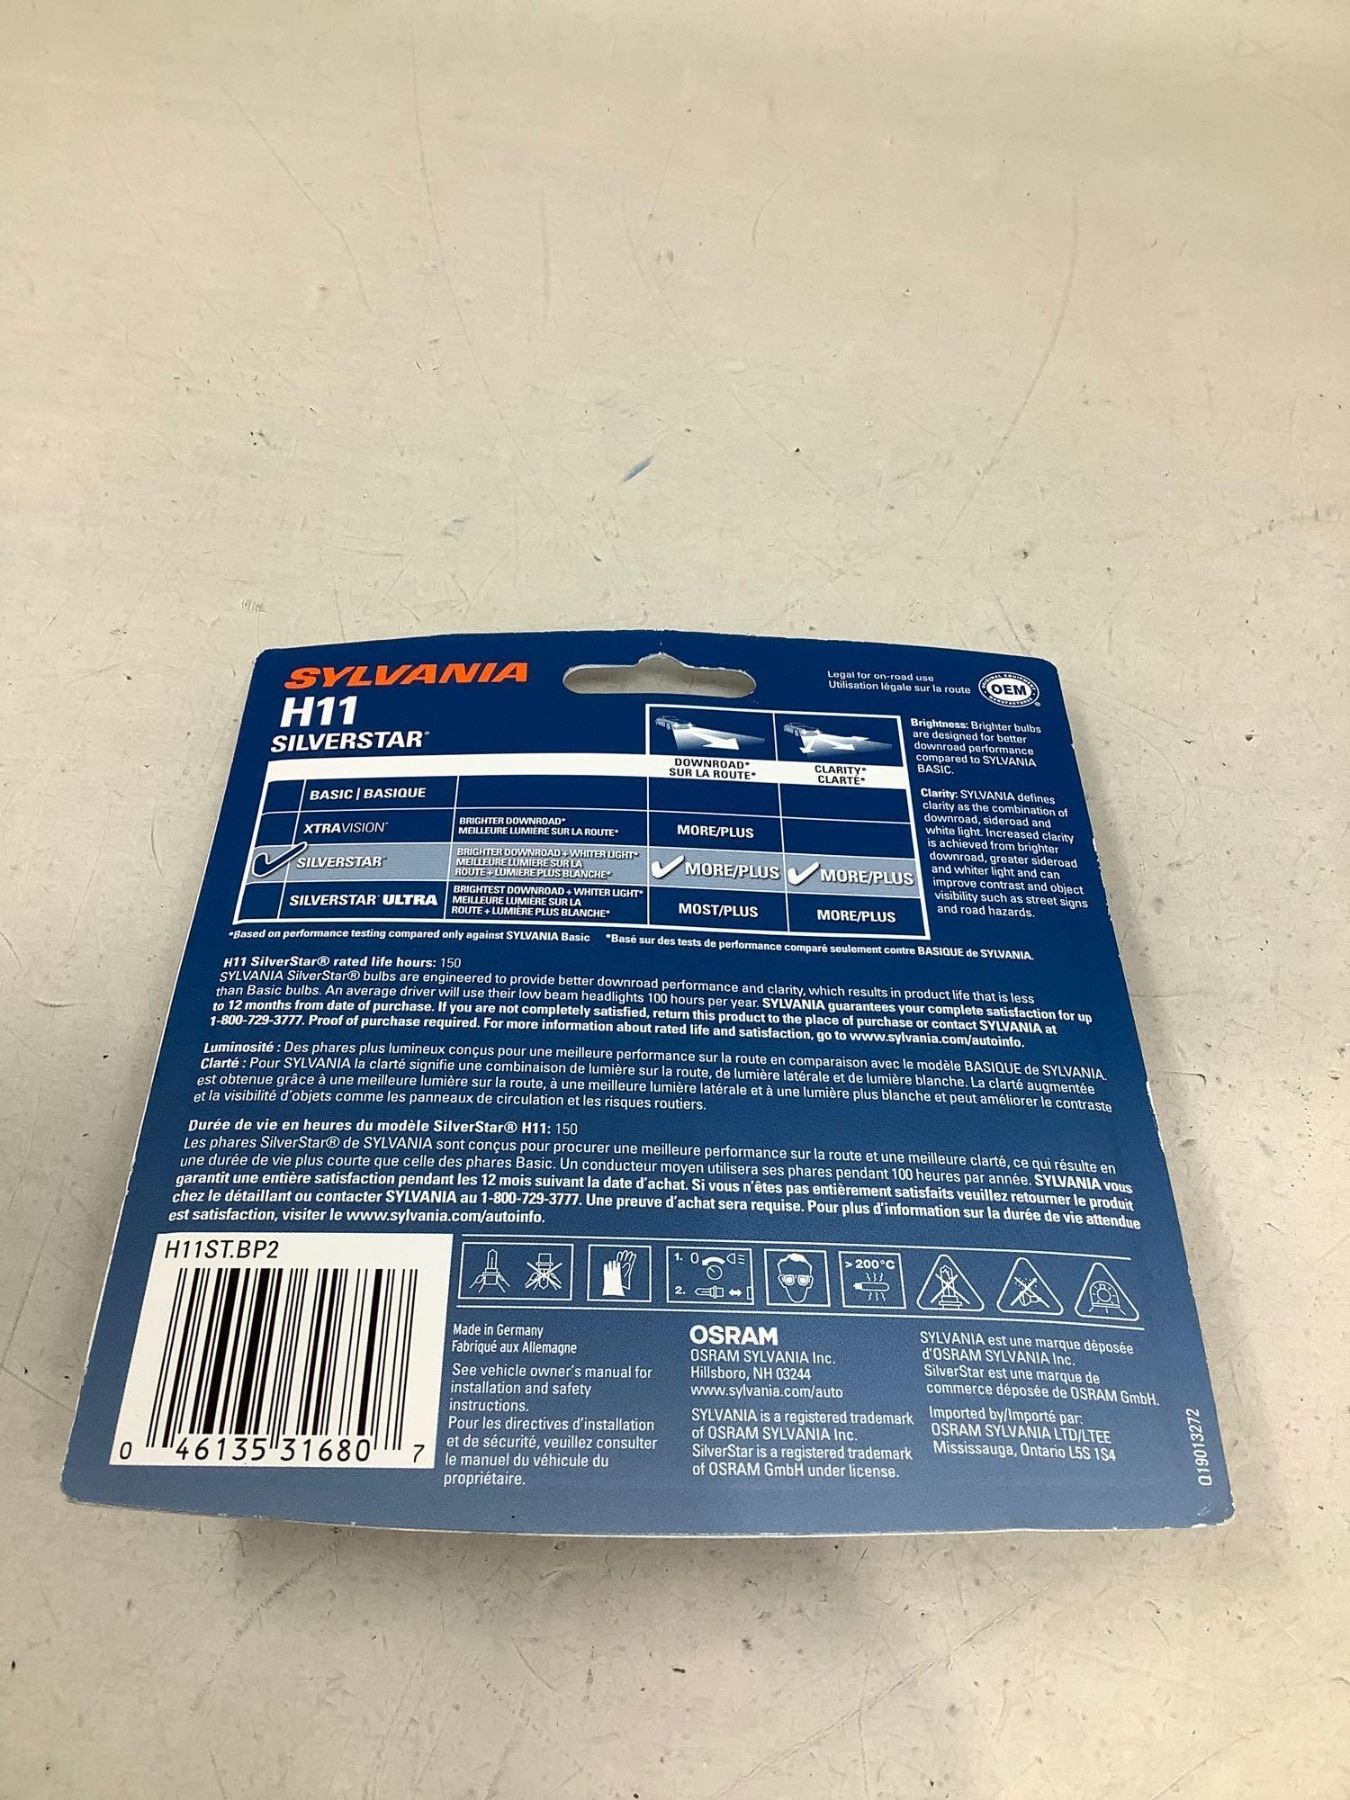 SYLVANIA
H11
SILVERSTAR®
Legal for on-road use
Utilisation légale sur la route
ORIGINAL EQUIPMENT
OEM
MANUFACTURER
DOWNROAD*
SUR LA ROUTE*
CLARITY*
CLARTÉ*
BASIC | BASIQUE
XTRAVISION®
BRIGHTER DOWNROAD*
MEILLEURE LUMIÈRE SUR LA ROUTE*
MORE/PLUS
SILVERSTAR®
BRIGHTER DOWNROAD + WHITER LIGHT*
MEILLEURE LUMIÈRE SUR LA
ROUTE + LUMIÈRE PLUS BLANCHE*
MORE/PLUS
MORE/PLUS
SILVERSTAR® ULTRA
BRIGHTEST DOWNROAD + WHITER LIGHT*
MEILLEURE LUMIÈRE SUR LA
ROUTE + LUMIÈRE PLUS BLANCHE*
MOST/PLUS
MORE/PLUS
Brightness: Brighter bulbs
are designed for better
downroad performance
compared to SYLVANIA
BASIC.
Clarity: SYLVANIA defines
clarity as the combination of
downroad, sideroad and
white light. Increased clarity
is achieved from brighter
downroad, greater sideroad
and whiter light and can
improve contrast and object
visibility such as street signs
and road hazards.
*Based on performance testing compared only against SYLVANIA Basic
*Basé sur des tests de performance comparé seulement contre BASIQUE de SYLVANIA.
H11 SilverStar® rated life hours: 150
SYLVANIA SilverStar® bulbs are engineered to provide better downroad performance and clarity, which results in product life that is less
than Basic bulbs. An average driver will use their low beam headlights 100 hours per year. SYLVANIA guarantees your complete satisfaction for up
to 12 months from date of purchase. If you are not completely satisfied, return this product to the place of purchase or contact SYLVANIA at
1-800-729-3777. Proof of purchase required. For more information about rated life and satisfaction, go to www.sylvania.com/autoinfo.
Luminosité : Des phares plus lumineux conçus pour une meilleure performance sur la route en comparaison avec le modèle BASIQUE de SYLVANIA.
Clarté : Pour SYLVANIA la clarté signifie une combinaison de lumière sur la route, de lumière latérale et de lumière blanche. La clarté augmentée
est obtenue grâce à une meilleure lumière sur la route, à une meilleure lumière latérale et à une lumière plus blanche et peut améliorer le contraste
et la visibilité d'objets comme les panneaux de circulation et les risques routiers.
Durée de vie en heures du modèle SilverStar® H11: 150
Les phares SilverStar® de SYLVANIA sont conçus pour procurer une meilleure performance sur la route et une meilleure clarté, ce qui résulte en
une durée de vie plus courte que celle des phares Basic. Un conducteur moyen utilisera ses phares pendant 100 heures par année. SYLVANIA vous
garantit une entière satisfaction pendant les 12 mois suivant la date d'achat. Si vous n'êtes pas entièrement satisfaits veuillez retourner le produit
chez le détaillant ou contacter SYLVANIA au 1-800-729-3777. Une preuve d'achat sera requise. Pour plus d'information sur la durée de vie attendue
est satisfaction, visiter le www.sylvania.com/autoinfo.
H11ST.BP2
0 46135 31680 7
1. 0
2.
> 200°C
Made in Germany
Fabriqué aux Allemagne
See vehicle owner's manual for
installation and safety
instructions.
Pour les directives d'installation
et de sécurité, veuillez consulter
le manuel du véhicule du
propriétaire.
OSRAM
OSRAM SYLVANIA Inc.
Hillsboro, NH 03244
www.sylvania.com/auto
SYLVANIA is a registered trademark
of OSRAM SYLVANIA Inc.
SilverStar is a registered trademark
of OSRAM GmbH under license.
SYLVANIA est une marque déposée
d'OSRAM SYLVANIA Inc.
SilverStar est une marque de
commerce déposée de OSRAM GmbH.
Imported by/Importé par:
OSRAM SYLVANIA LTD/LTEE
Mississauga, Ontario L5S 1S4
Q19013272